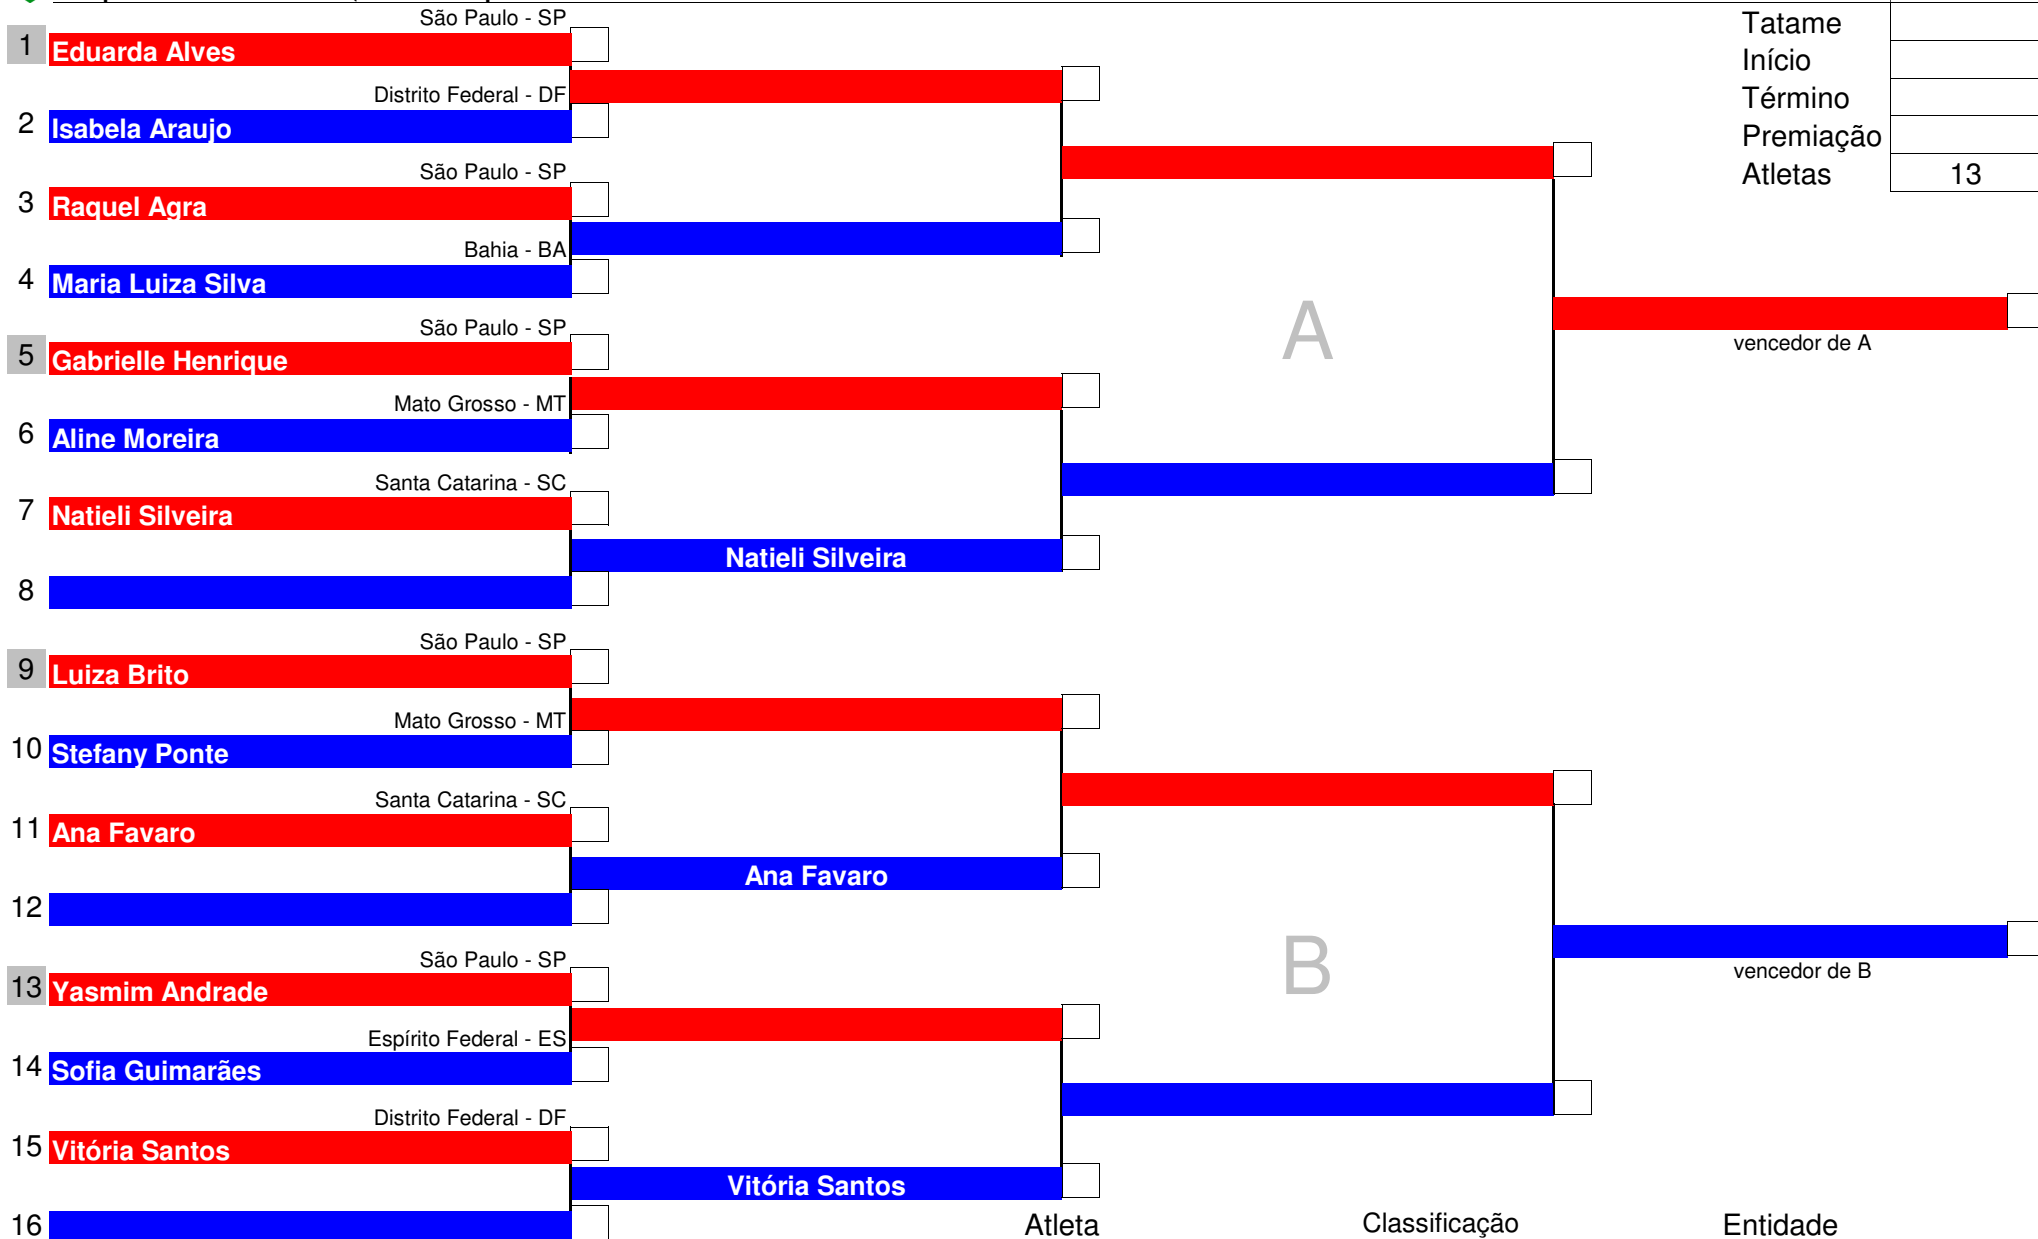 São Paulo - SP
Tatame
1 Eduarda Alves
Início
Distrito Federal - DF
Término
2 Isabela Araujo
Premiação
São Paulo - SP
Atletas 13
3 Raquel Agra
Bahia - BA
4 Maria Luiza Silva
São Paulo - SP
A
vencedor de A
5 Gabrielle Henrique
Mato Grosso - MT
6 Aline Moreira
Santa Catarina - SC
7 Natieli Silveira
Natieli Silveira
8
São Paulo - SP
9 Luiza Brito
Mato Grosso - MT
10 Stefany Ponte
Santa Catarina - SC
11 Ana Favaro
Ana Favaro
12
São Paulo - SP
B
vencedor de B
13 Yasmim Andrade
Espírito Federal - ES
14 Sofia Guimarães
Distrito Federal - DF
15 Vitória Santos
Vitória Santos
16
Atleta Classificação Entidade